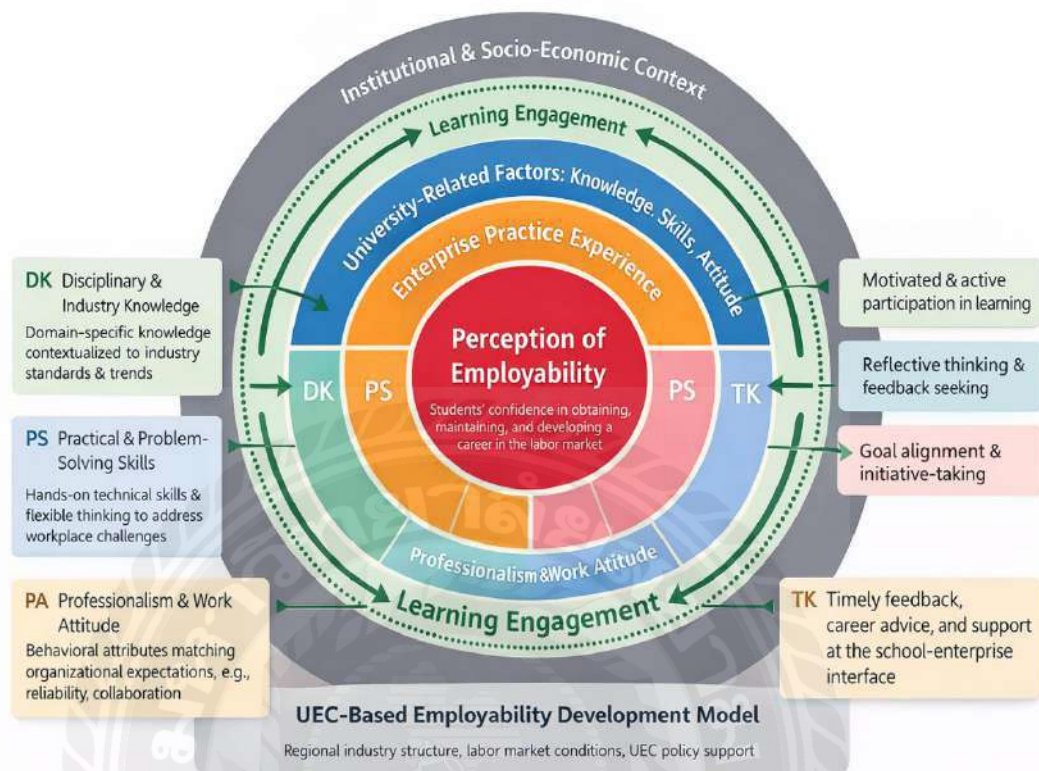 Institutional & Socio-Economic Context
Learning Engagement
University-Related Factors: Knowledge. Skills, Attitude
Enterprise Practice Experience
Perception of
Employability
Students' confidence in obtaining,
maintaining, and developing a
career in the labor market
DK
PS
PS
TK
Professionalism&Work Atitude
Learning Engagement
DK Disciplinary &
Industry Knowledge
Domain-specific knowledge
contextualized to industry
standards & trends
PS Practical & Problem-
Solving Skills
Hands-on technical skills &
flexible thinking to address
workplace challenges
PA Professionalism & Work
Attitude
Behavioral attributes matching
organizational expectations, e.g.,
reliability, collaboration
Motivated & active
participation in learning
Reflective thinking &
feedback seeking
Goal alignment &
initiative-taking
TK Timely feedback,
career advice, and support
at the school-enterprise
interface
UEC-Based Employability Development Model
Regional industry structure, labor market conditions, UEC policy support